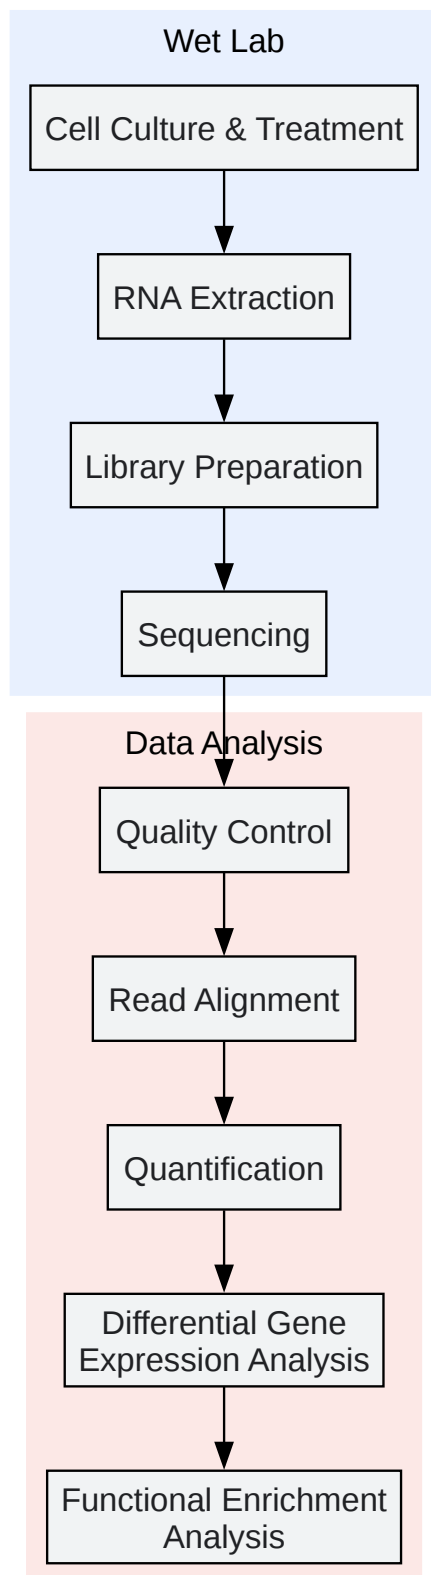 Wet Lab
Cell Culture & Treatment
RNA Extraction
Library Preparation
Sequencing
Data Analysis
Quality Control
Read Alignment
Quantification
Differential Gene
Expression Analysis
Functional Enrichment
Analysis